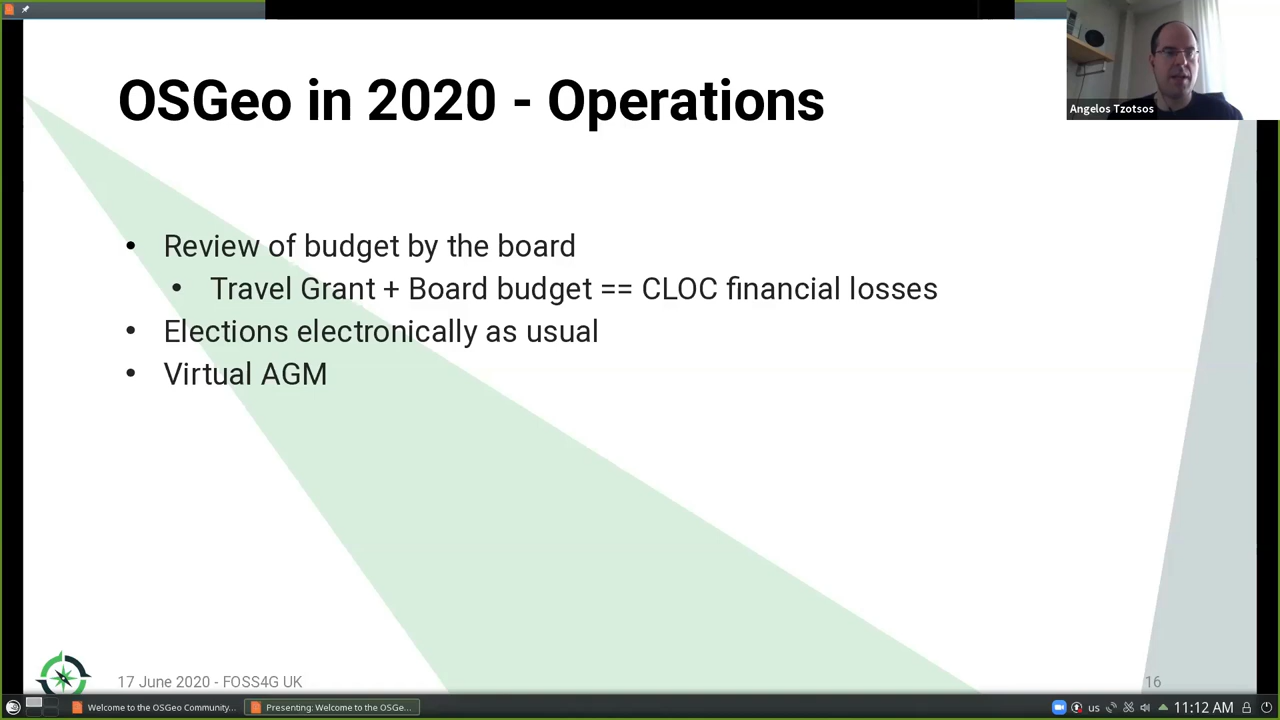 Angelos Tzotsos
OSGeo in 2020 - Operations
• Review of budget by the board
• Travel Grant + Board budget == CLOC financial losses
• Elections electronically as usual
• Virtual AGM
17 June 2020 - FOSS4G UK
16
Welcome to the OSGeo Community...
Presenting: Welcome to the OSGe...
us
11:12 AM